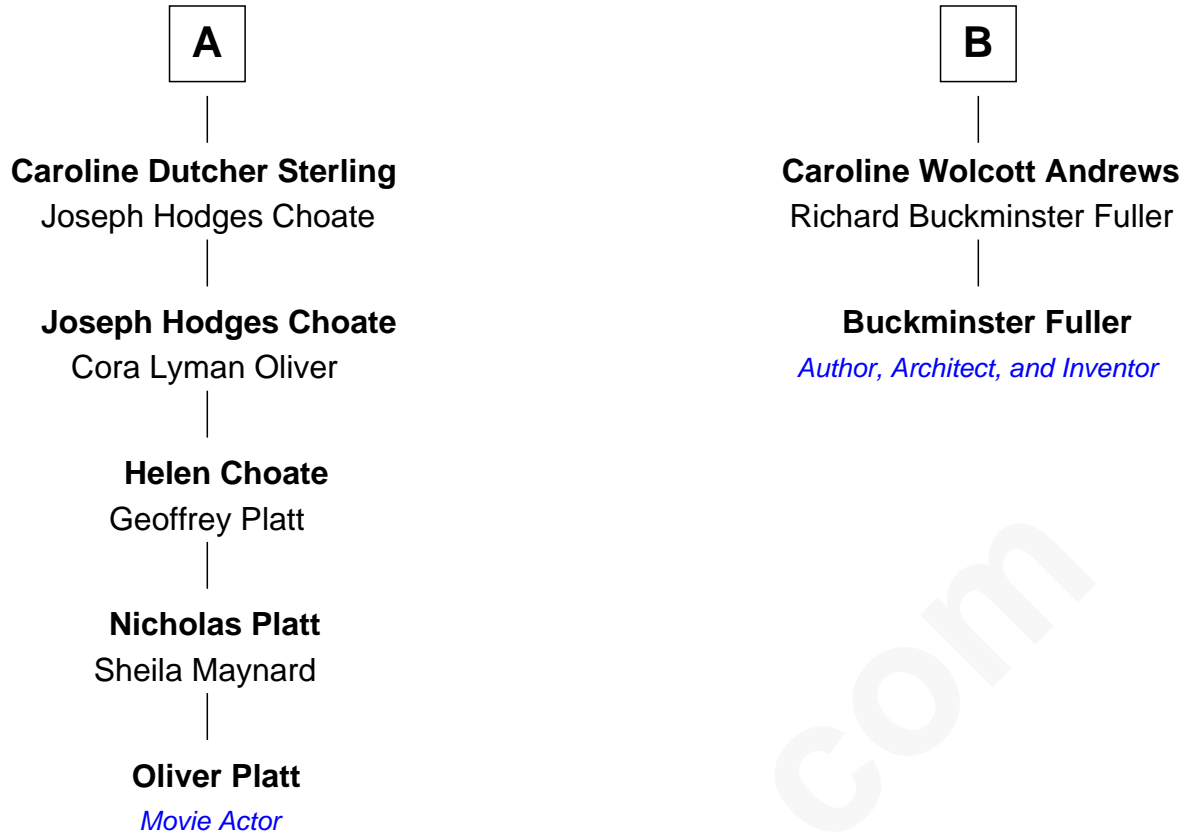 A
Caroline Dutcher Sterling
Joseph Hodges Choate
Joseph Hodges Choate
Cora Lyman Oliver
Helen Choate
Geoffrey Platt
Nicholas Platt
Sheila Maynard
Oliver Platt
Movie Actor
B
Caroline Wolcott Andrews
Richard Buckminster Fuller
Buckminster Fuller
Author, Architect, and Inventor
com